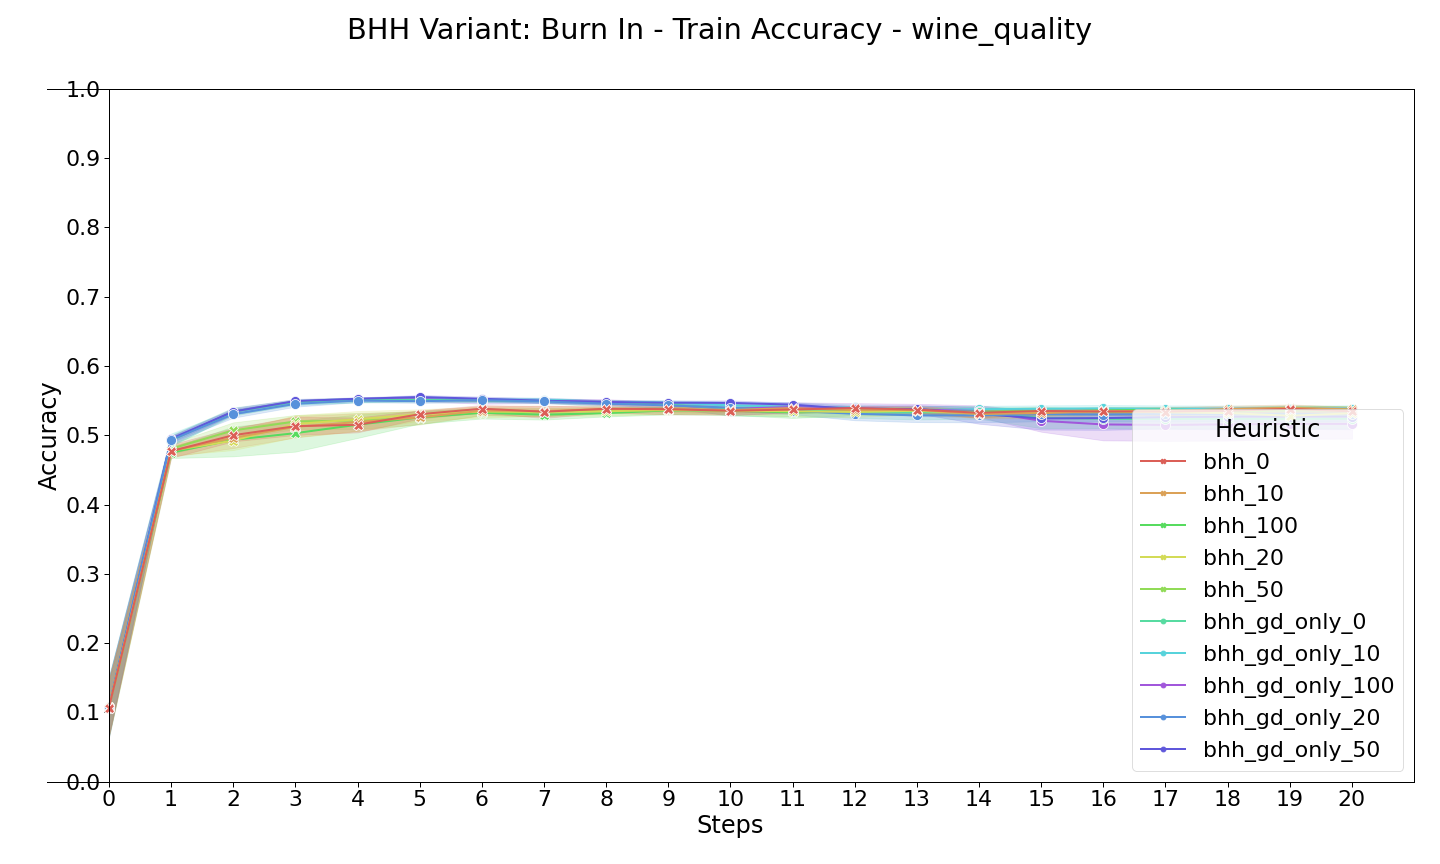 BHH Variant: Burn In - Train Accuracy - wine_quality
1.0
0.9
0.8
0.7
0.6
0.5
0.4
0.3
0.2
0.1
0.0
Accuracy
0 1 2 3 4 5 6 7 8 9 10 11 12 13 14 15 16 17 18 19 20
Steps
Heuristic
bhh_0
bhh_10
bhh_100
bhh_20
bhh_50
bhh_gd_only_0
bhh_gd_only_10
bhh_gd_only_100
bhh_gd_only_20
bhh_gd_only_50